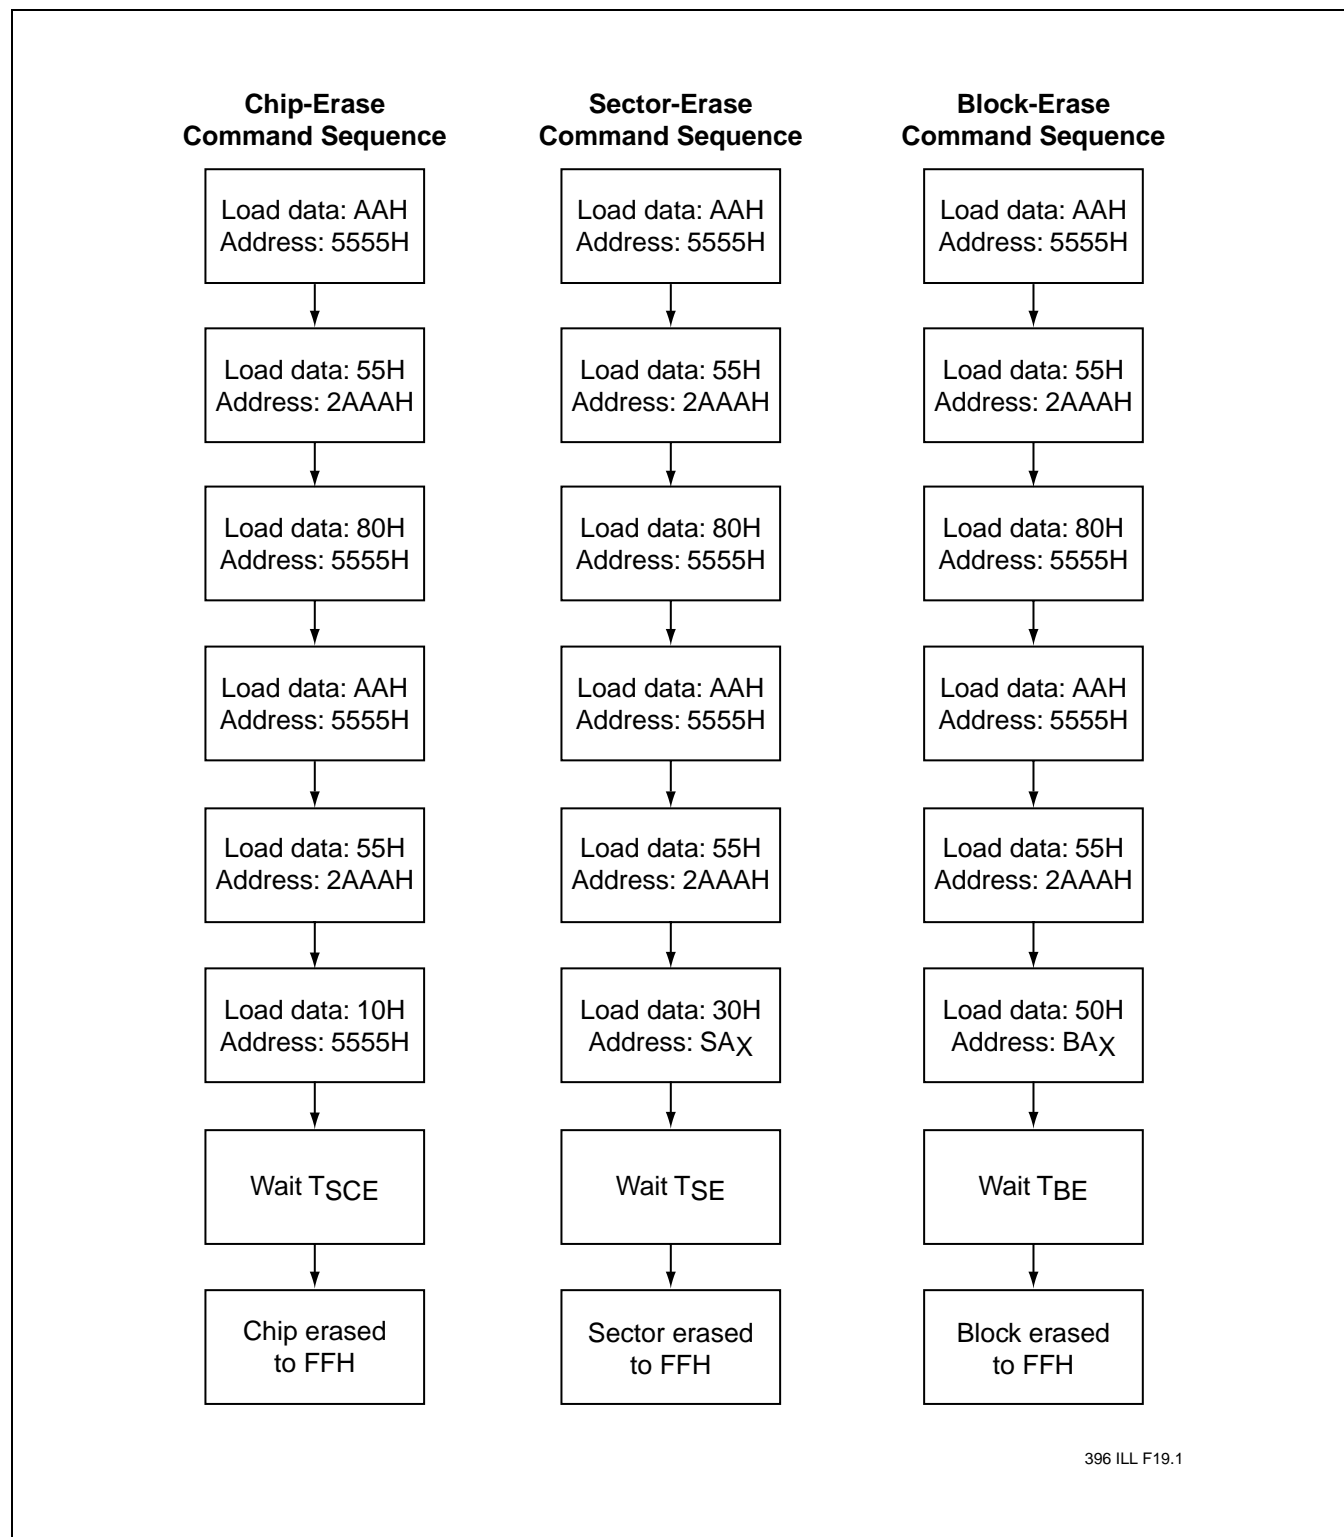 Chip-Erase
Command Sequence
Load data: AAH
Address: 5555H
Load data: 55H
Address: 2AAAH
Load data: 80H
Address: 5555H
Load data: AAH
Address: 5555H
Load data: 55H
Address: 2AAAH
Load data: 10H
Address: 5555H
Wait TSCE
Chip erased
to FFH
Sector-Erase
Command Sequence
Load data: AAH
Address: 5555H
Load data: 55H
Address: 2AAAH
Load data: 80H
Address: 5555H
Load data: AAH
Address: 5555H
Load data: 55H
Address: 2AAAH
Load data: 30H
Address: SAX
Wait TSE
Sector erased
to FFH
Block-Erase
Command Sequence
Load data: AAH
Address: 5555H
Load data: 55H
Address: 2AAAH
Load data: 80H
Address: 5555H
Load data: AAH
Address: 5555H
Load data: 55H
Address: 2AAAH
Load data: 50H
Address: BAX
Wait TBE
Block erased
to FFH
396 ILL F19.1